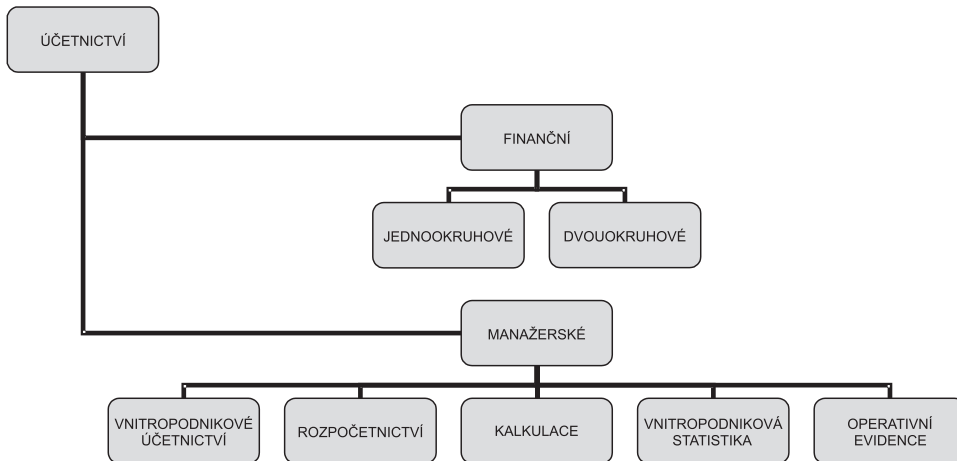 ÚČETNICTVÍ
FINANČNÍ
JEDNOOKRUHOVÉ
DVOUOKRUHOVÉ
MANAŽERSKÉ
VNITROPODNIKOVÉ
ÚČETNICTVÍ
ROZPOČETNICTVÍ
KALKULACE
VNITROPODNIKOVÁ
STATISTIKA
OPERATIVNÍ
EVIDENCE